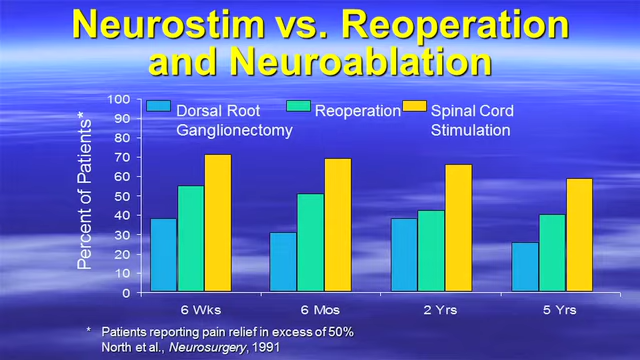 Neurostim vs. Reoperation
and Neuroablation
Percent of Patients*
100
90
80
70
60
50
40
30
20
10
0
Dorsal Root
Ganglionectomy
Reoperation
Spinal Cord
Stimulation
6 Wks
6 Mos
2 Yrs
5 Yrs
* Patients reporting pain relief in excess of 50%
North et al., Neurosurgery, 1991